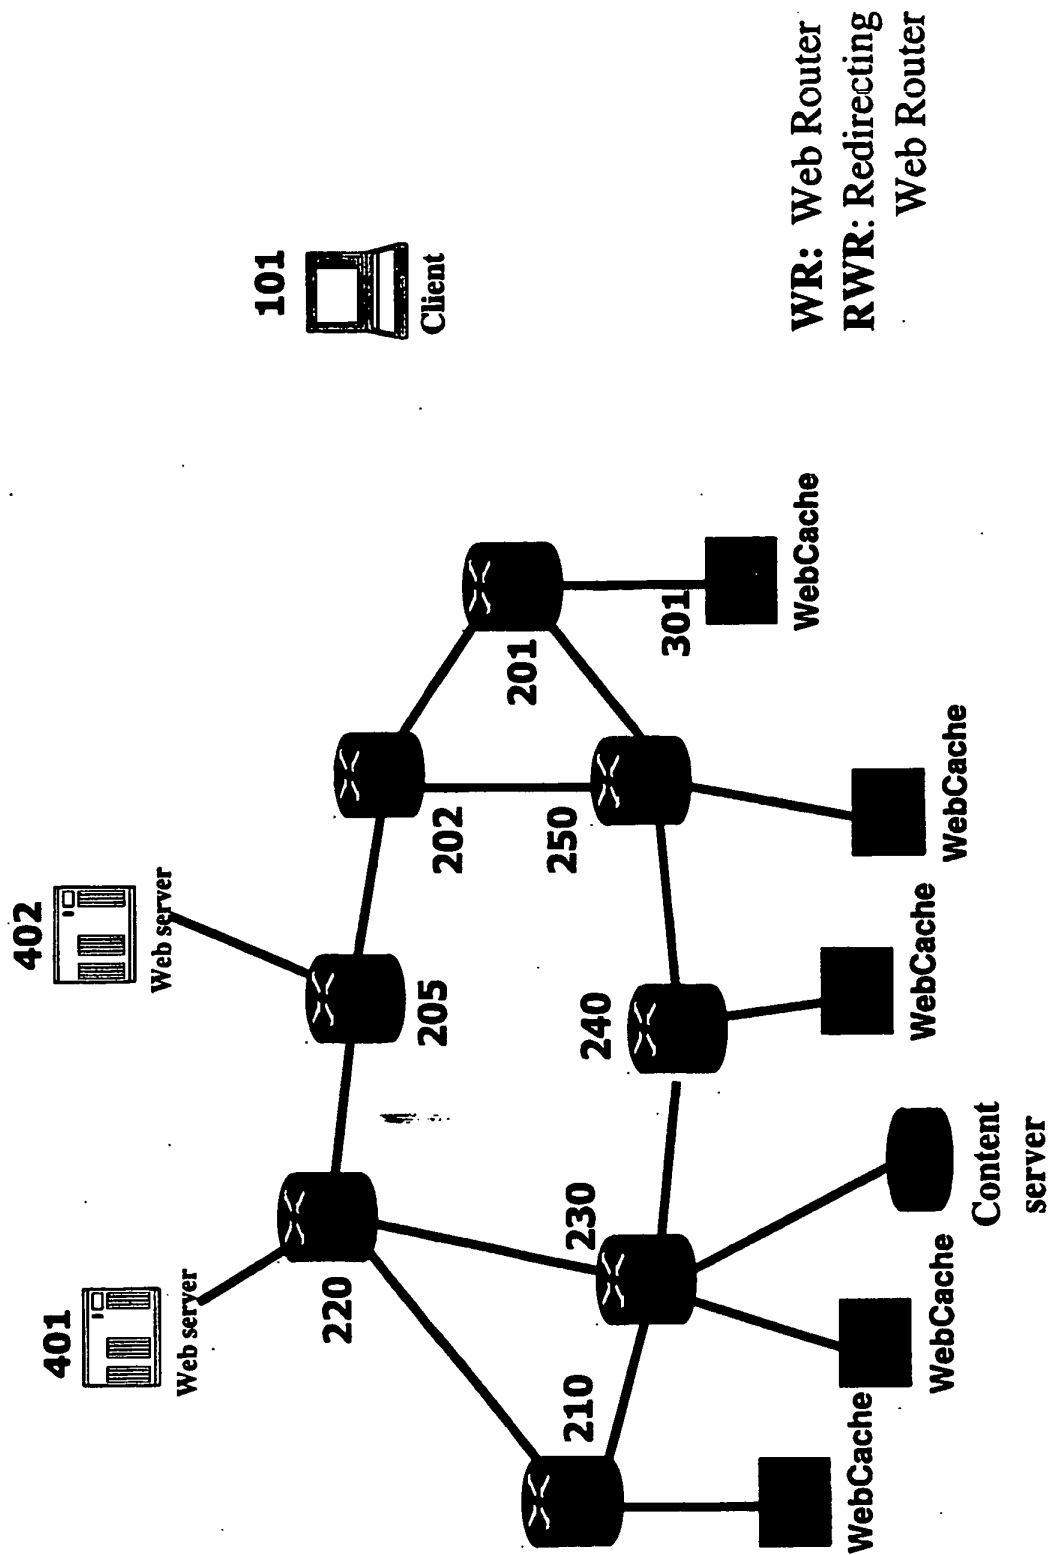 401
Web server
402
Web server
101
Client
220
205
202
201
210
230
240
250
301
WebCache
WebCache
Content
server
WebCache
WebCache
WebCache
WR: Web Router
RWR: Redirecting
Web Router